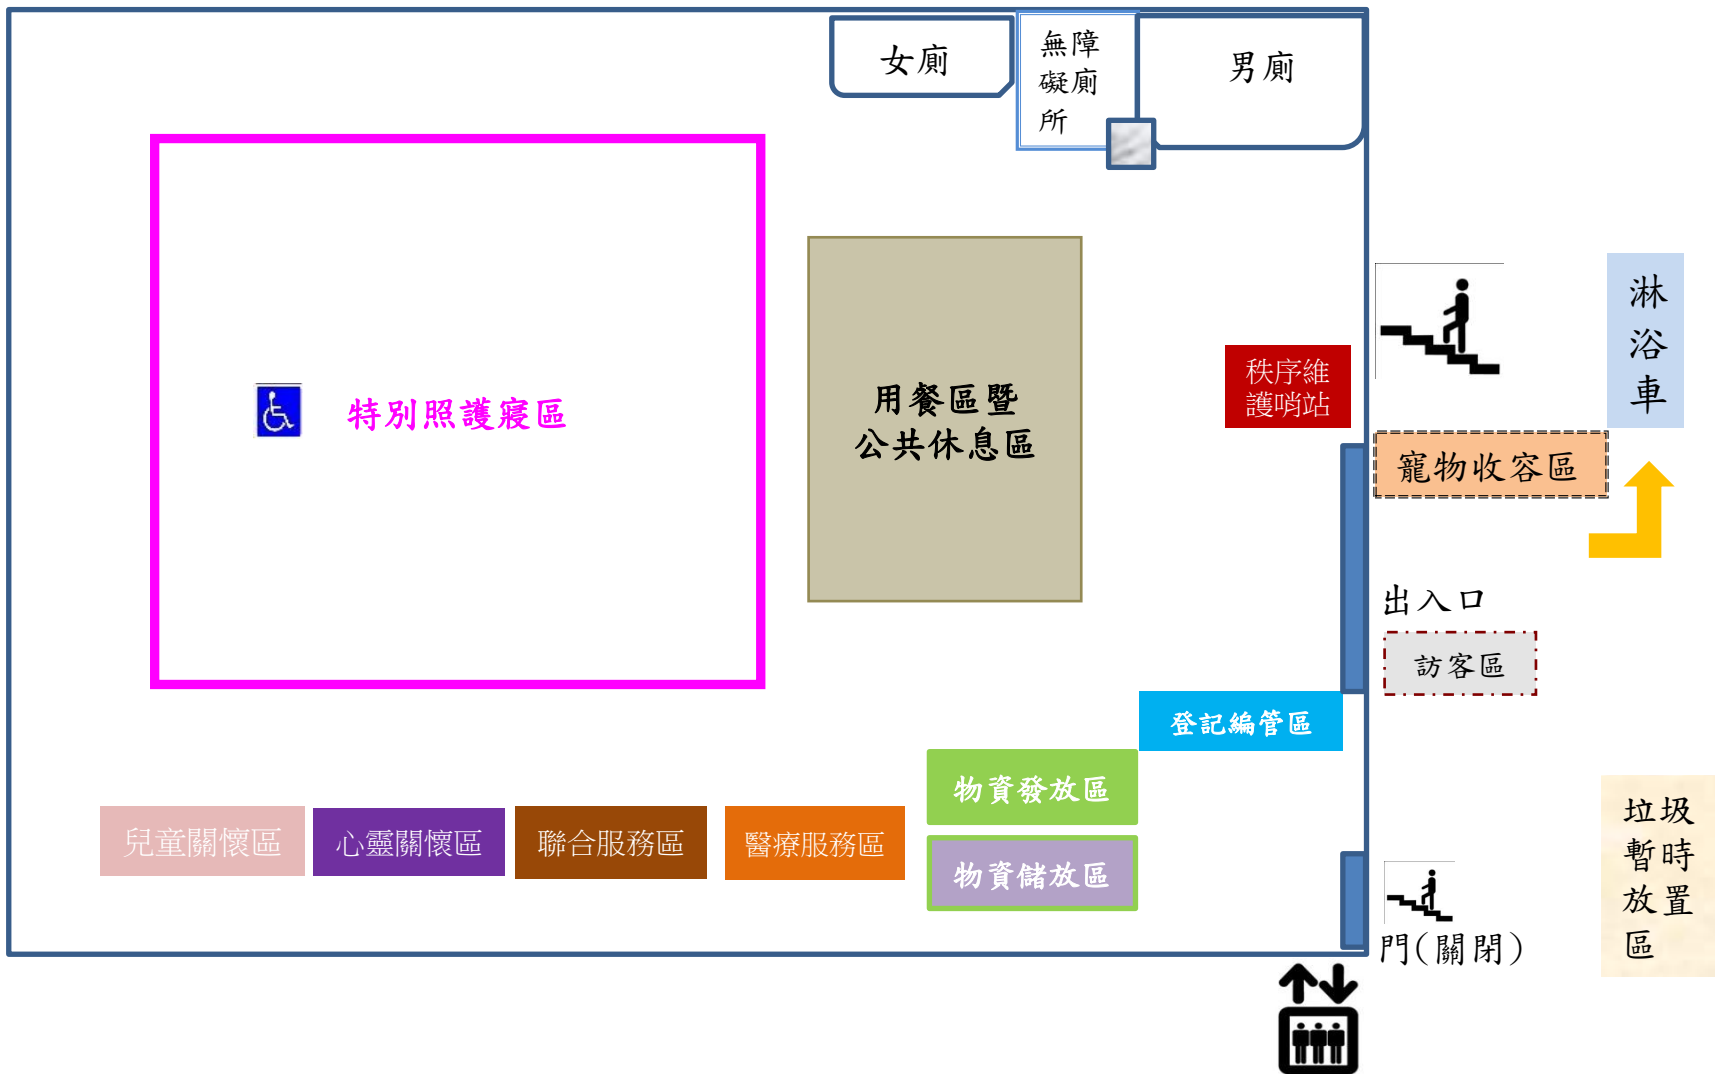 女廁
無障
礙廁
所
男廁
淋
浴
車
秩序維
護哨站
特別照護寢區
用餐區暨
公共休息區
寵物收容區
出入口
訪客區
登記編管區
物資發放區
兒童關懷區
心靈關懷區
聯合服務區
醫療服務區
物資儲放區
垃圾
暫時
放置
區
門(關閉)